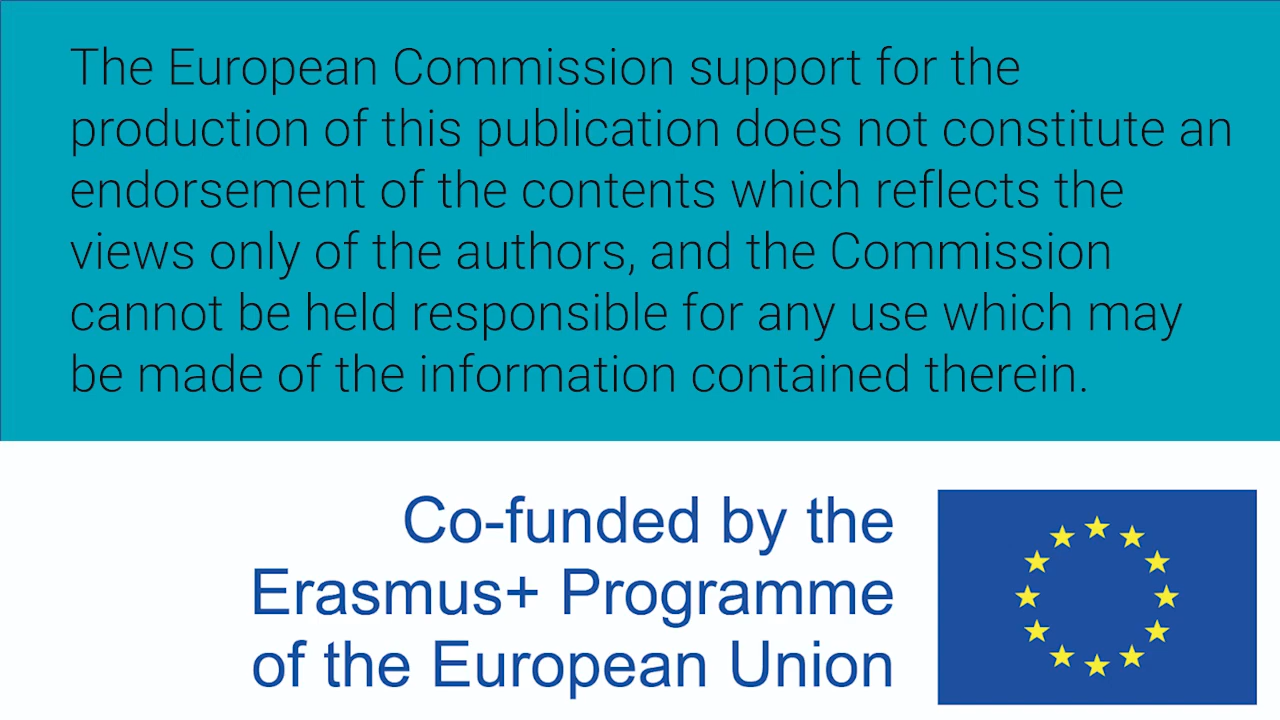 The European Commission support for the
production of this publication does not constitute an
endorsement of the contents which reflects the
views only of the authors, and the Commission
cannot be held responsible for any use which may
be made of the information contained therein.
Co-funded by the
Erasmus+ Programme
of the European Union